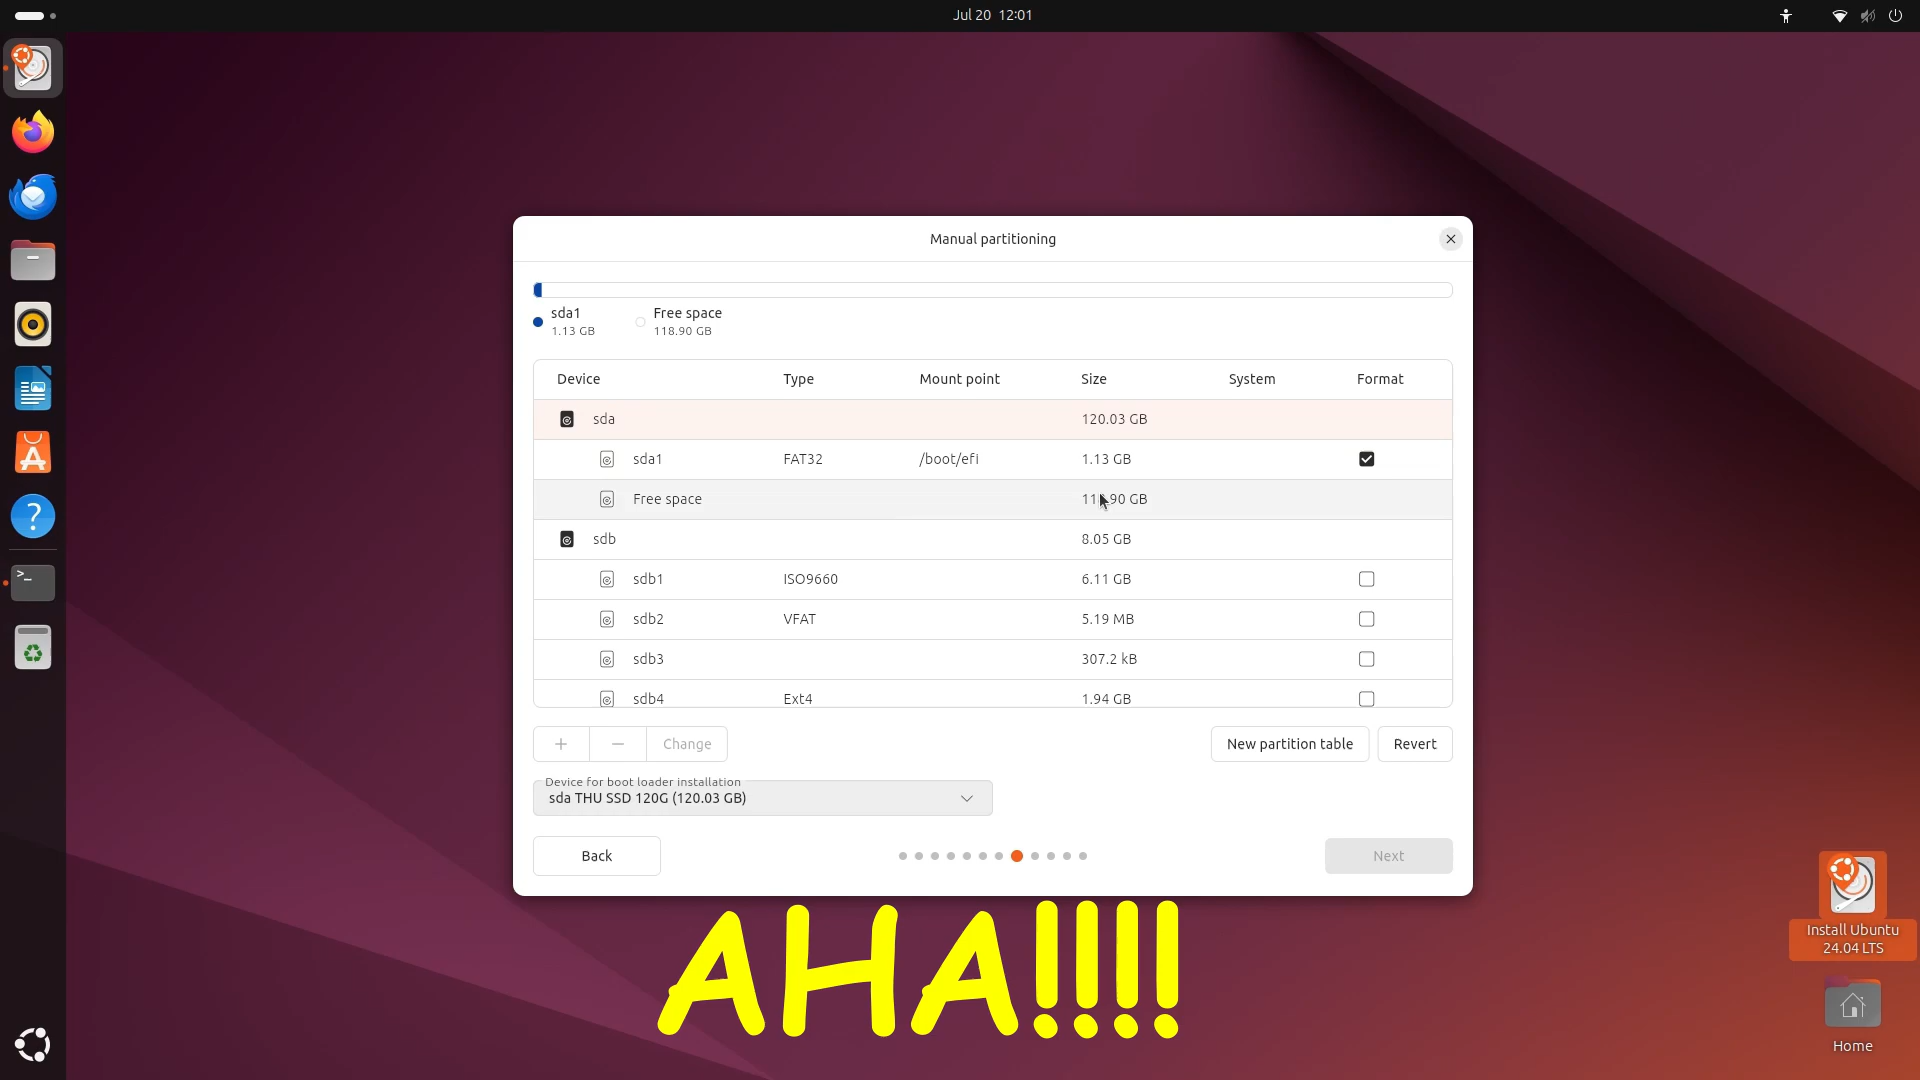 Jul 20 12:01
Manual partitioning
sda1
1.13 GB
Free space
118.90 GB
Device Type Mount point Size System Format
sda 120.03 GB
sda1 FAT32 /boot/efi 1.13 GB
Free space
sdb 8.05 GB
sdb1 ISO9660 6.11 GB
sdb2 VFAT 5.19 MB
sdb3 307.2 kB
sdb4 Ext4 1.94 GB
+ − Change New partition table Revert
Device for boot loader installation
sda THU SSD 120G (120.03 GB)
Back Next
AHA!!!!
Install Ubuntu
24.04 LTS
Home